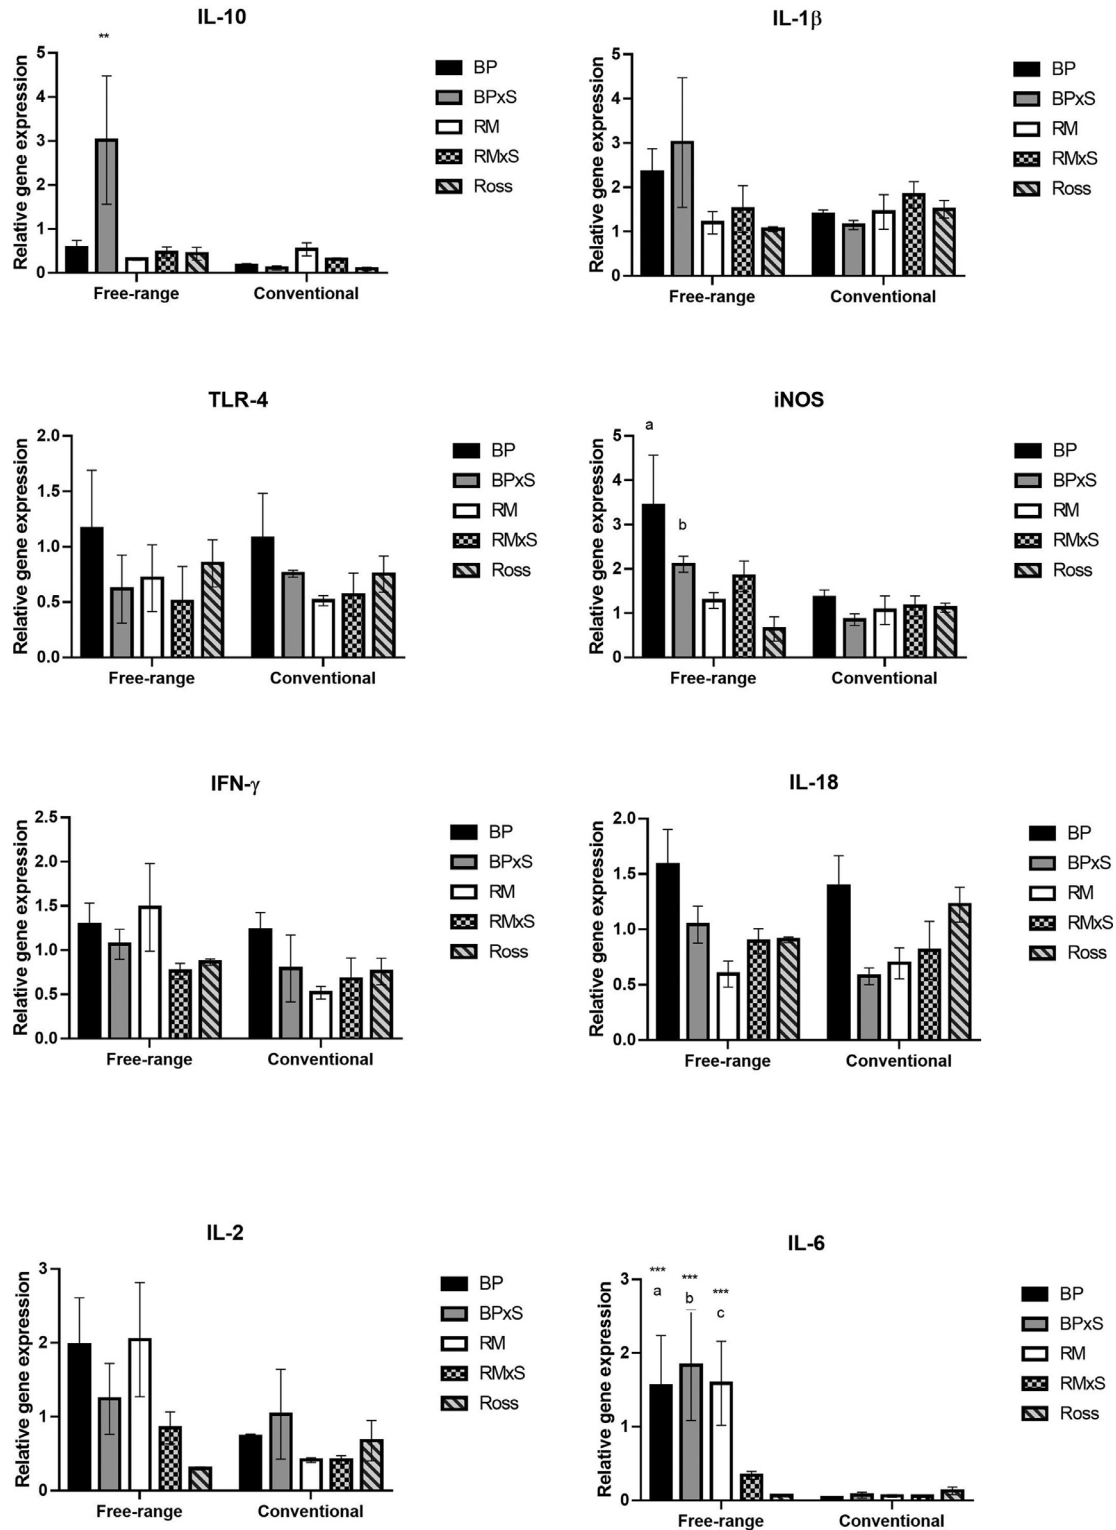 IL-10
**
Relative gene expression
5
4
3
2
1
0
Free-range
Conventional
BP
BPxS
RM
RMxS
Ross
IL-1β
Relative gene expression
5
4
3
2
1
0
Free-range
Conventional
BP
BPxS
RM
RMxS
Ross
TLR-4
Relative gene expression
2.0
1.5
1.0
0.5
0.0
Free-range
Conventional
BP
BPxS
RM
RMxS
Ross
iNOS
a
b
Relative gene expression
5
4
3
2
1
0
Free-range
Conventional
BP
BPxS
RM
RMxS
Ross
IFN-γ
Relative gene expression
2.5
2.0
1.5
1.0
0.5
0.0
Free-range
Conventional
BP
BPxS
RM
RMxS
Ross
IL-18
Relative gene expression
2.0
1.5
1.0
0.5
0.0
Free-range
Conventional
BP
BPxS
RM
RMxS
Ross
IL-2
Relative gene expression
3
2
1
0
Free-range
Conventional
BP
BPxS
RM
RMxS
Ross
IL-6
*** *** ***
a b c
Relative gene expression
3
2
1
0
Free-range
Conventional
BP
BPxS
RM
RMxS
Ross